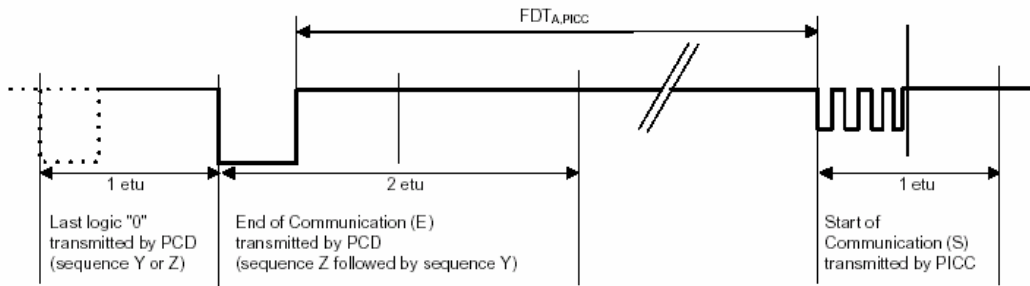 FDTA,PICC
1 etu
2 etu
1 etu
Last logic "0"
transmitted by PCD
(sequence Y or Z)
End of Communication (E)
transmitted by PCD
(sequence Z followed by sequence Y)
Start of
Communication (S)
transmitted by PICC